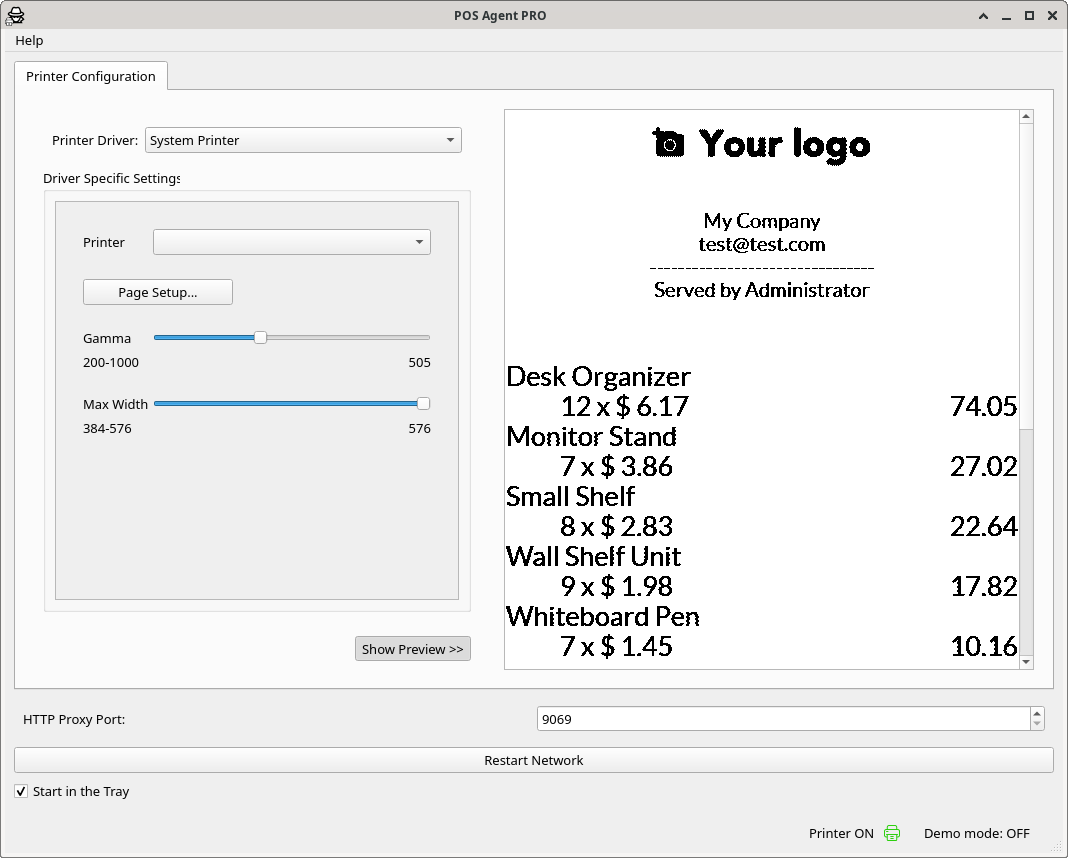 POS Agent PRO
Help
Printer Configuration
Printer Driver: System Printer
Driver Specific Settings
Printer
Page Setup...
Gamma
200-1000 505
Max Width
384-576 576
Show Preview >>
Your logo
My Company
test@test.com
--------------------------------
Served by Administrator
Desk Organizer
12 x $ 6.17 74.05
Monitor Stand
7 x $ 3.86 27.02
Small Shelf
8 x $ 2.83 22.64
Wall Shelf Unit
9 x $ 1.98 17.82
Whiteboard Pen
7 x $ 1.45 10.16
HTTP Proxy Port: 9069
Restart Network
Start in the Tray
Printer ON Demo mode: OFF